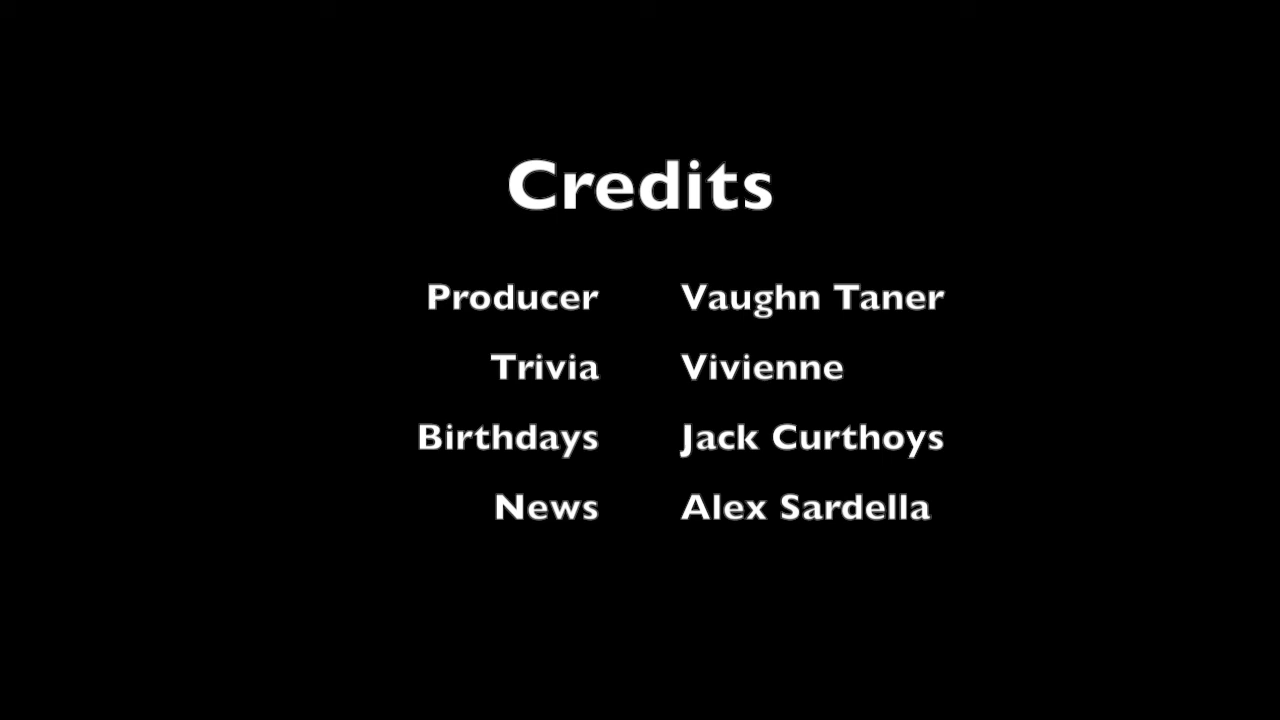 Credits
Producer Vaughn Taner
Trivia Vivienne
Birthdays Jack Curthoys
News Alex Sardella